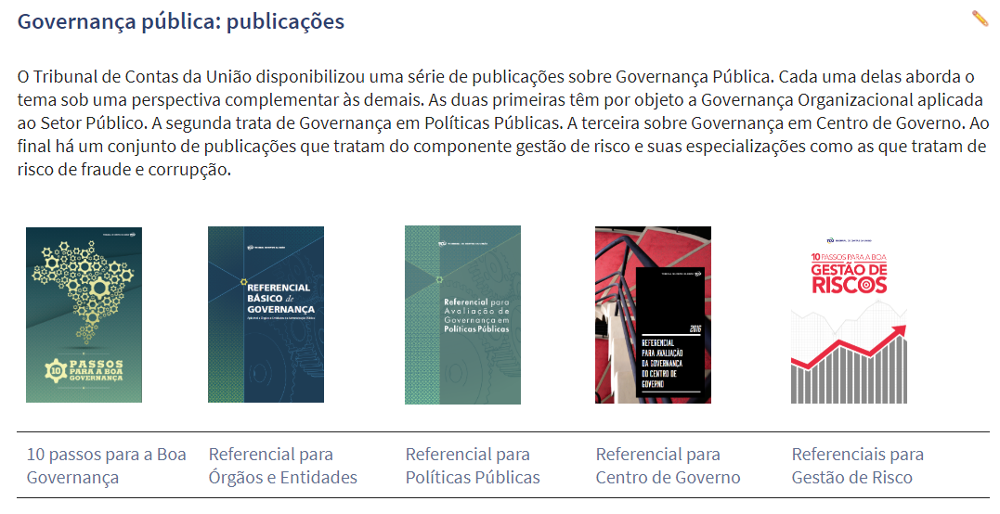 Governança pública: publicações
O Tribunal de Contas da União disponibilizou uma série de publicações sobre Governança Pública. Cada uma delas aborda o
tema sob uma perspectiva complementar às demais. As duas primeiras têm por objeto a Governança Organizacional aplicada
ao Setor Público. A segunda trata de Governança em Políticas Públicas. A terceira sobre Governança em Centro de Governo. Ao
final há um conjunto de publicações que tratam do componente gestão de risco e suas especializações como as que tratam de
risco de fraude e corrupção.
10 PASSOS
PARA A BOA
GOVERNANÇA
REFERENCIAL
BÁSICO de
GOVERNANÇA
Referencial para
Avaliação de
Governança em
Políticas Públicas
2016
REFERENCIAL
PARA AVALIAÇÃO
DA GOVERNANÇA
DO CENTRO DE
GOVERNO
TCU TRIBUNAL DE CONTAS DA UNIÃO
10 PASSOS PARA A BOA
GESTÃO DE
RISCOS
10 passos para a Boa
Governança
Referencial para
Órgãos e Entidades
Referencial para
Políticas Públicas
Referencial para
Centro de Governo
Referenciais para
Gestão de Risco